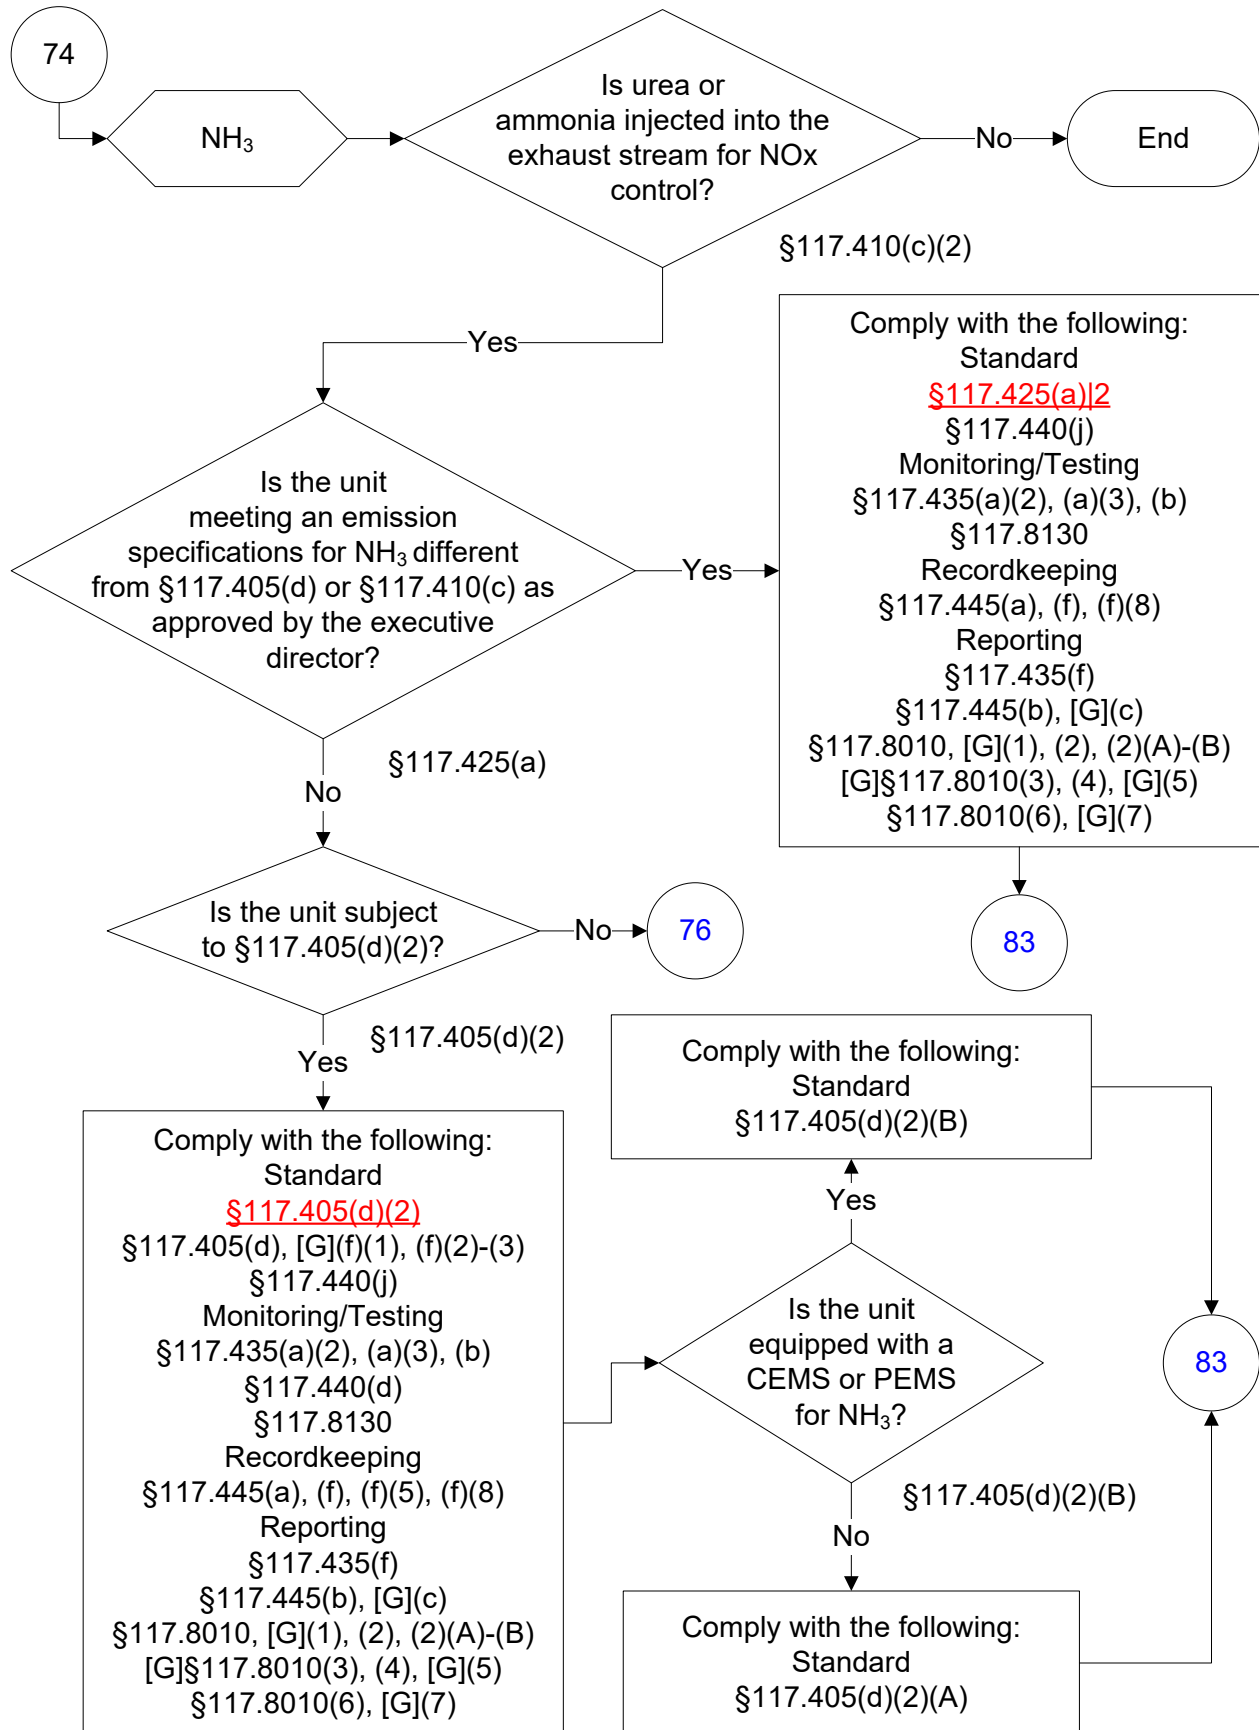 74
NH₃
Is urea or
ammonia injected into the
exhaust stream for NOx
control?
No
End
§117.410(c)(2)
Yes
Is the unit
meeting an emission
specifications for NH₃ different
from §117.405(d) or §117.410(c) as
approved by the executive
director?
Yes
Comply with the following:
Standard
§117.425(a)|2
§117.440(j)
Monitoring/Testing
§117.435(a)(2), (a)(3), (b)
§117.8130
Recordkeeping
§117.445(a), (f), (f)(8)
Reporting
§117.435(f)
§117.445(b), [G](c)
§117.8010, [G](1), (2), (2)(A)-(B)
[G]§117.8010(3), (4), [G](5)
§117.8010(6), [G](7)
83
§117.425(a)
No
Is the unit subject
to §117.405(d)(2)?
No
76
§117.405(d)(2)
Yes
Comply with the following:
Standard
§117.405(d)(2)
§117.405(d), [G](f)(1), (f)(2)-(3)
§117.440(j)
Monitoring/Testing
§117.435(a)(2), (a)(3), (b)
§117.440(d)
§117.8130
Recordkeeping
§117.445(a), (f), (f)(5), (f)(8)
Reporting
§117.435(f)
§117.445(b), [G](c)
§117.8010, [G](1), (2), (2)(A)-(B)
[G]§117.8010(3), (4), [G](5)
§117.8010(6), [G](7)
Is the unit
equipped with a
CEMS or PEMS
for NH₃?
Yes
Comply with the following:
Standard
§117.405(d)(2)(B)
§117.405(d)(2)(B)
No
Comply with the following:
Standard
§117.405(d)(2)(A)
83